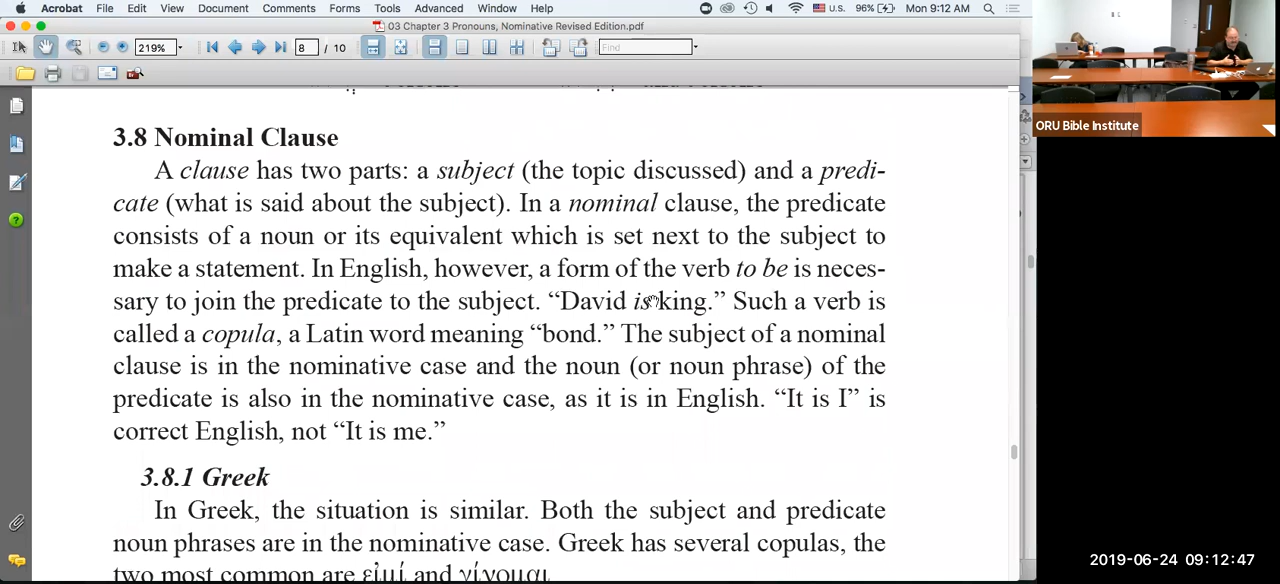 Acrobat File Edit View Document Comments Forms Tools Advanced Window Help U.S. 96% Mon 9:12 AM
03 Chapter 3 Pronouns, Nominative Revised Edition.pdf
219% 8 / 10 Find
ORU Bible Institute
3.8 Nominal Clause
A clause has two parts: a subject (the topic discussed) and a predi-
cate (what is said about the subject). In a nominal clause, the predicate
consists of a noun or its equivalent which is set next to the subject to
make a statement. In English, however, a form of the verb to be is neces-
sary to join the predicate to the subject. “David is king.” Such a verb is
called a copula, a Latin word meaning “bond.” The subject of a nominal
clause is in the nominative case and the noun (or noun phrase) of the
predicate is also in the nominative case, as it is in English. “It is I” is
correct English, not “It is me.”
3.8.1 Greek
In Greek, the situation is similar. Both the subject and predicate
noun phrases are in the nominative case. Greek has several copulas, the
two most common are εἰμί and γίνομαι
2019-06-24 09:12:47